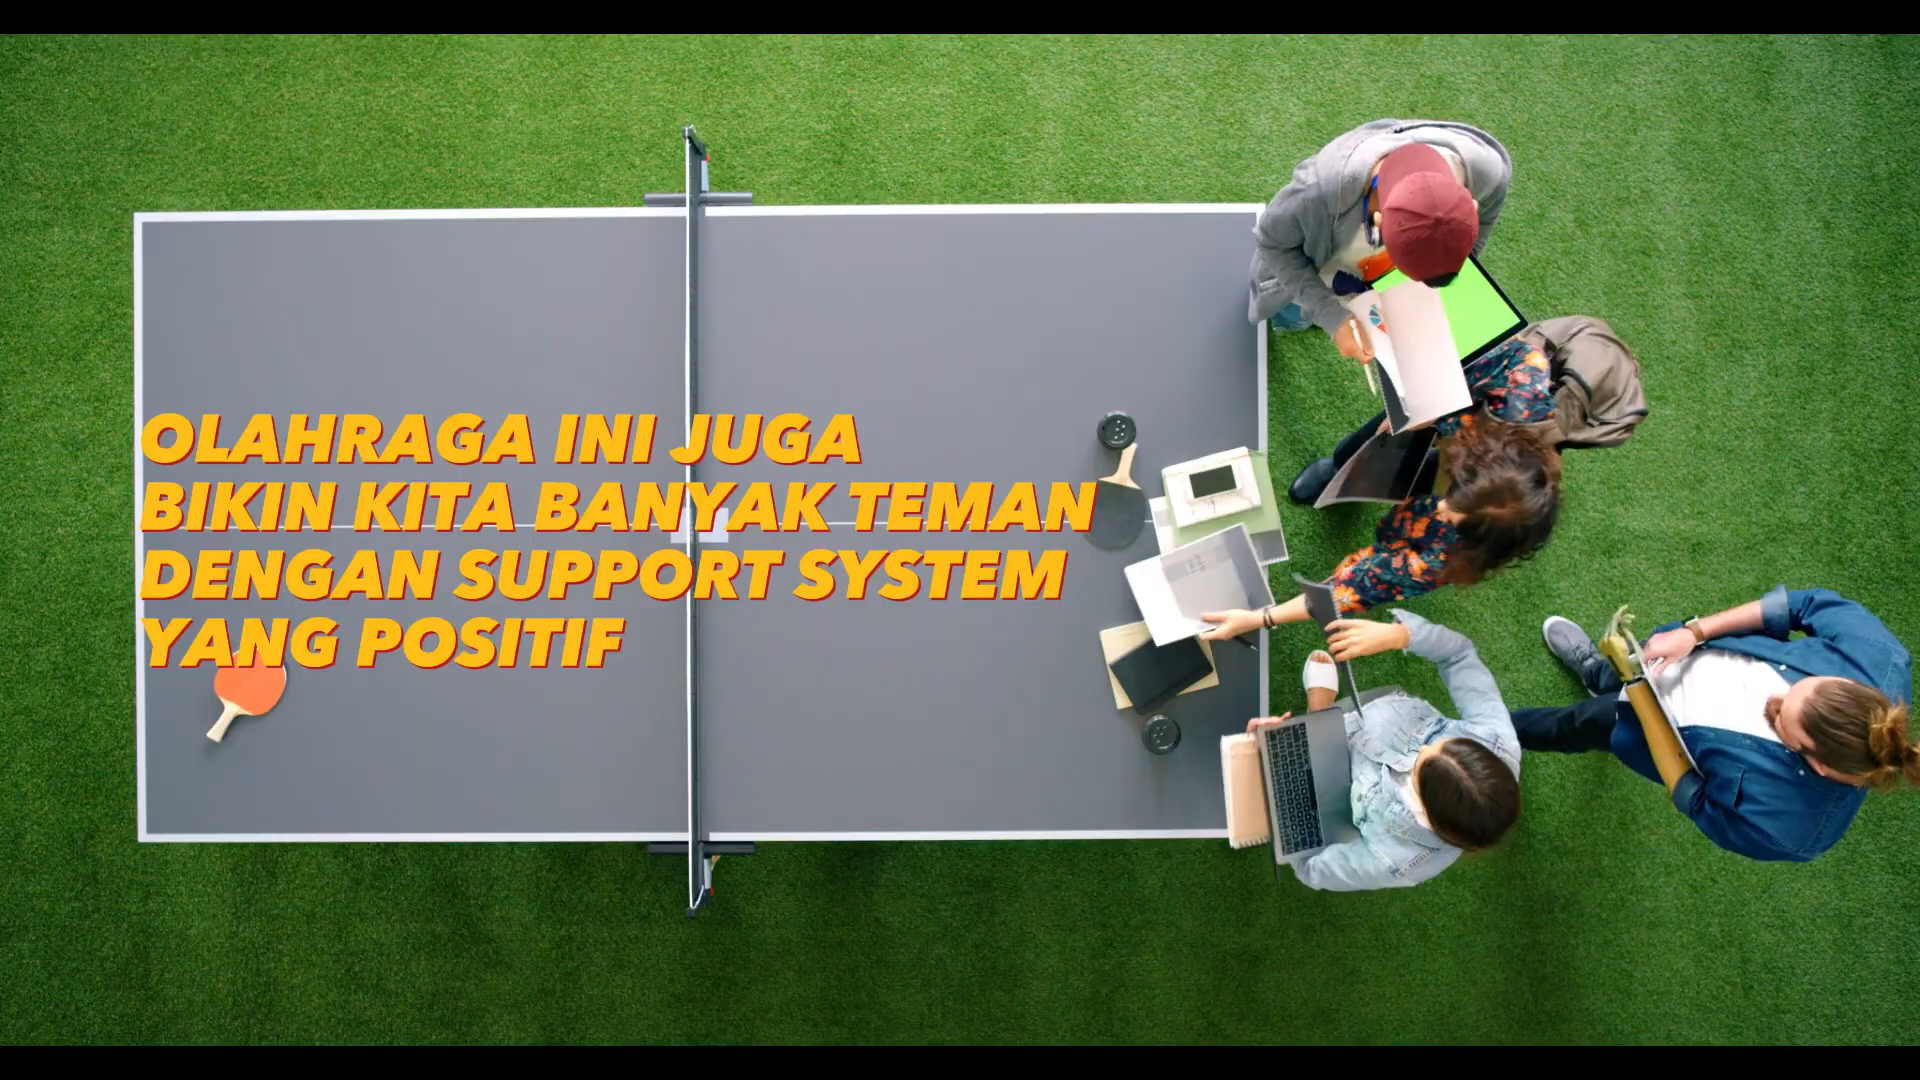 OLAHRAGA INI JUGA
BIKIN KITA BANYAK TEMAN
DENGAN SUPPORT SYSTEM
YANG POSITIF